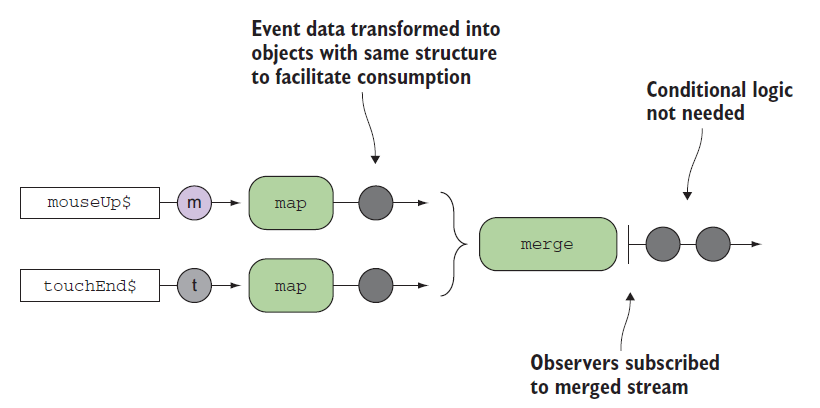 Event data transformed into
objects with same structure
to facilitate consumption
Conditional logic
not needed
mouseUp$
m
map
merge
touchEnd$
t
map
Observers subscribed
to merged stream